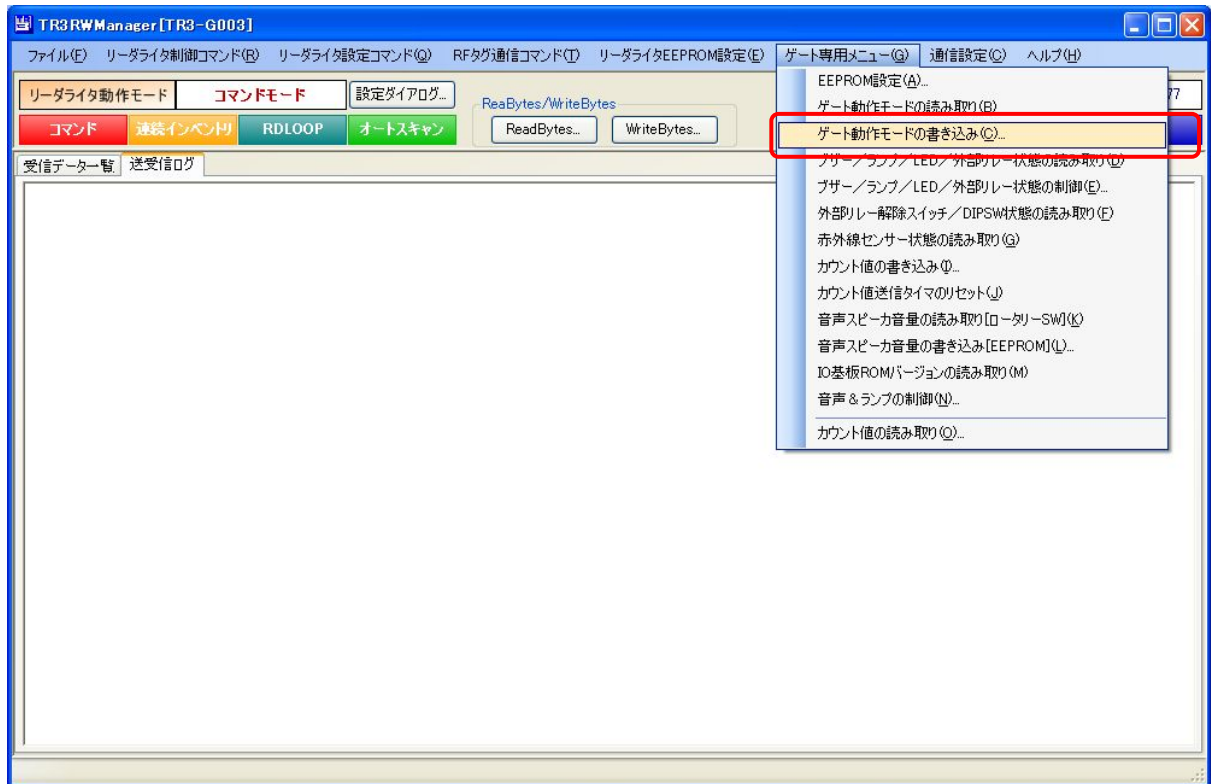 TR3RWManager[TR3-G003]
ファイル(F) リーダライタ制御コマンド(R) リーダライタ設定コマンド(Q) RFタグ通信コマンド(T) リーダライタEEPROM設定(E) ゲート専用メニュー(G) 通信設定(C) ヘルプ(H)
リーダライタ動作モード コマンドモード 設定ダイアログ... ReaBytes/WriteBytes 77
コマンド 連続インベントリ RDLOOP オートスキャン ReadBytes... WriteBytes...
受信データ一覧 送受信ログ
EEPROM設定(A)...
ゲート動作モードの読み取り(B)
ゲート動作モードの書き込み(C)...
ブザー/ランプ/LED/外部リレー状態の読み取り(D)
ブザー/ランプ/LED/外部リレー状態の制御(E)...
外部リレー解除スイッチ/DIPSW状態の読み取り(F)
赤外線センサー状態の読み取り(G)
カウント値の書き込み(I)...
カウント値送信タイマのリセット(J)
音声スピーカ音量の読み取り[ロータリーSW](K)
音声スピーカ音量の書き込み[EEPROM](L)...
IO基板ROMバージョンの読み取り(M)
音声&ランプの制御(N)...
カウント値の読み取り(O)...